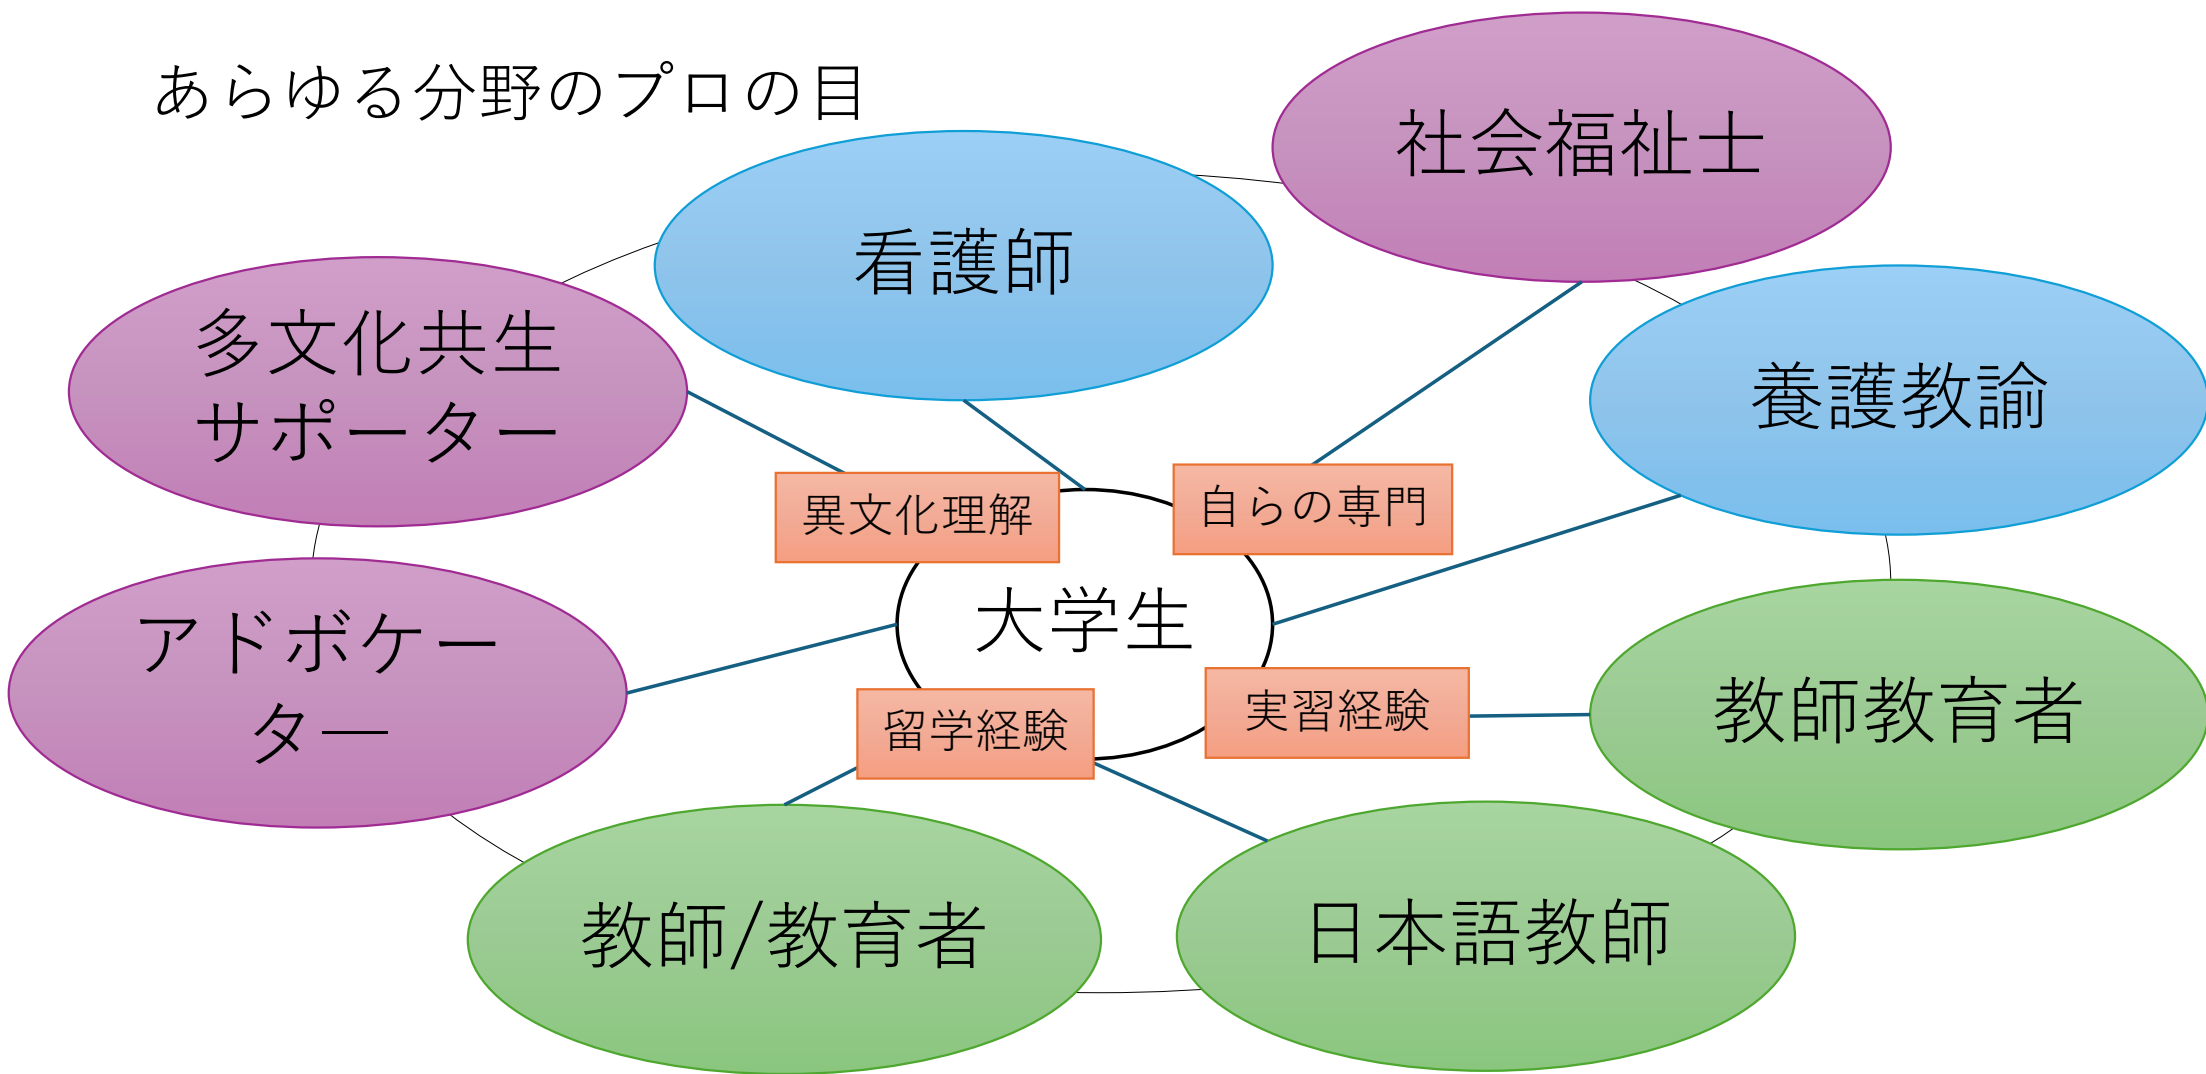 あらゆる分野のプロの目
社会福祉士
看護師
多文化共生
サポーター
養護教諭
異文化理解
自らの専門
大学生
アドボケー
タ―
留学経験
実習経験
教師教育者
教師/教育者
日本語教師